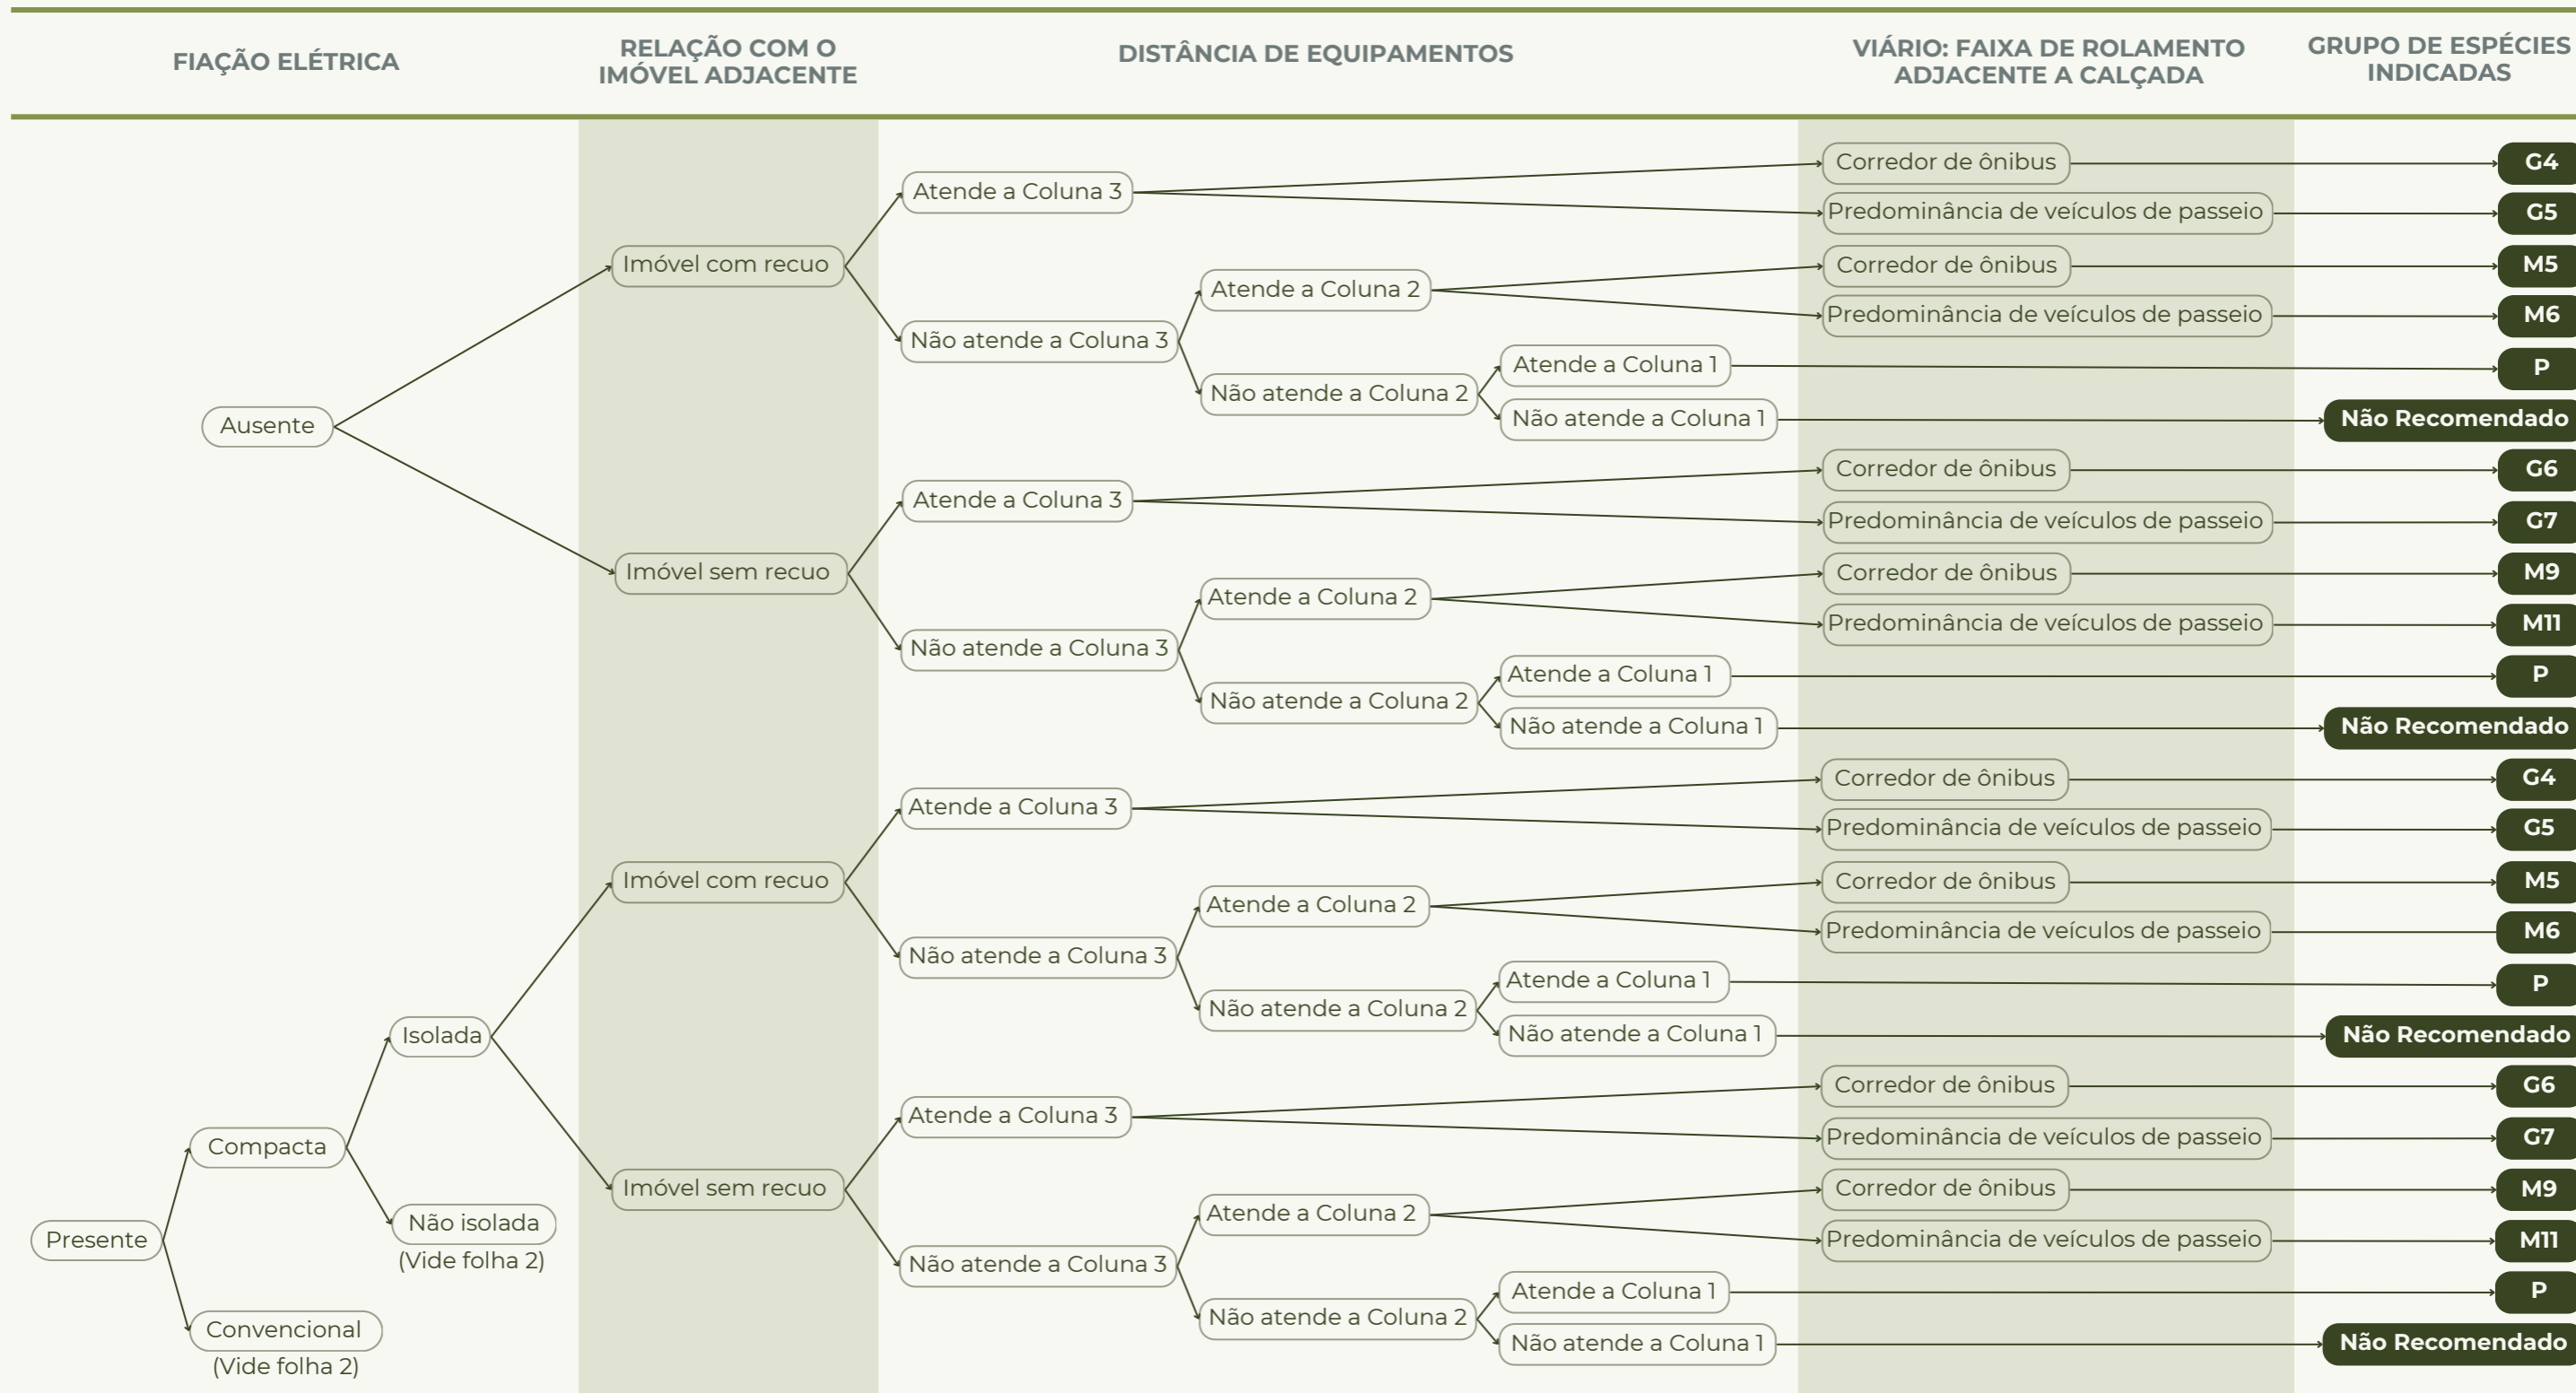 FIAÇÃO ELÉTRICA
RELAÇÃO COM O
IMÓVEL ADJACENTE
DISTÂNCIA DE EQUIPAMENTOS
VIÁRIO: FAIXA DE ROLAMENTO
ADJACENTE A CALÇADA
GRUPO DE ESPÉCIES
INDICADAS
Ausente
Imóvel com recuo
Atende a Coluna 3
Corredor de ônibus
G4
Predominância de veículos de passeio
G5
Não atende a Coluna 3
Atende a Coluna 2
Corredor de ônibus
M5
Predominância de veículos de passeio
M6
Não atende a Coluna 2
Atende a Coluna 1
P
Não atende a Coluna 1
Não Recomendado
Imóvel sem recuo
Atende a Coluna 3
Corredor de ônibus
G6
Predominância de veículos de passeio
G7
Não atende a Coluna 3
Atende a Coluna 2
Corredor de ônibus
M9
Predominância de veículos de passeio
M11
Não atende a Coluna 2
Atende a Coluna 1
P
Não atende a Coluna 1
Não Recomendado
Presente
Compacta
Isolada
Imóvel com recuo
Atende a Coluna 3
Corredor de ônibus
G4
Predominância de veículos de passeio
G5
Não atende a Coluna 3
Atende a Coluna 2
Corredor de ônibus
M5
Predominância de veículos de passeio
M6
Não atende a Coluna 2
Atende a Coluna 1
P
Não atende a Coluna 1
Não Recomendado
Imóvel sem recuo
Atende a Coluna 3
Corredor de ônibus
G6
Predominância de veículos de passeio
G7
Não atende a Coluna 3
Atende a Coluna 2
Corredor de ônibus
M9
Predominância de veículos de passeio
M11
Não atende a Coluna 2
Atende a Coluna 1
P
Não atende a Coluna 1
Não Recomendado
Não isolada
(Vide folha 2)
Convencional
(Vide folha 2)